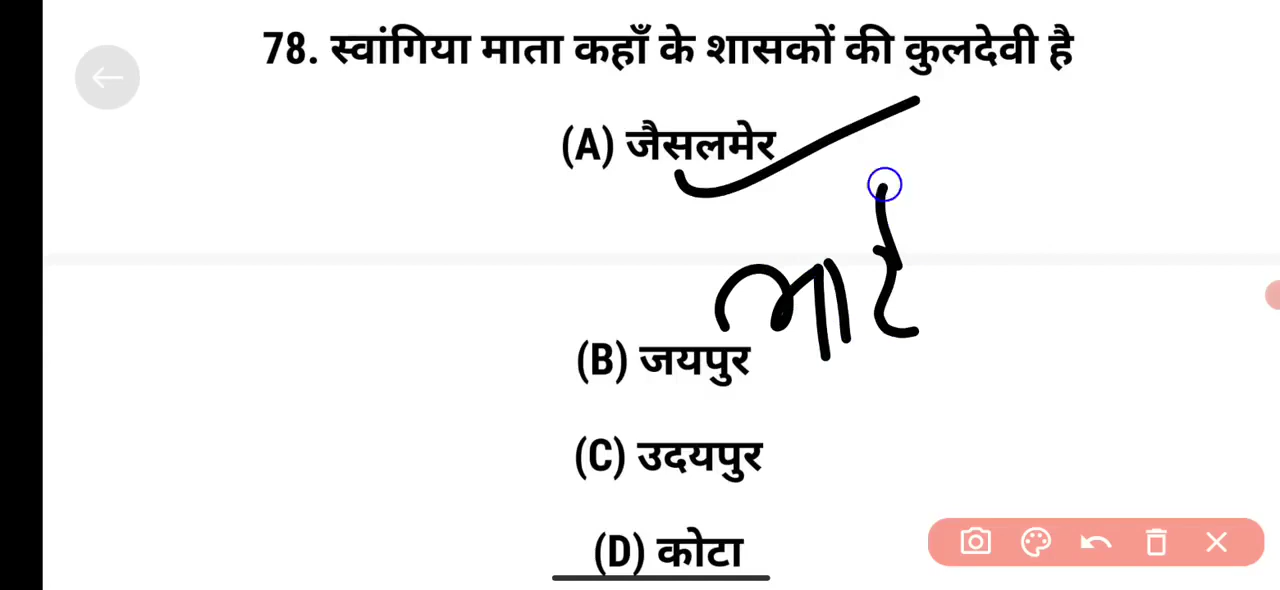 78. स्वांगिया माता कहाँ के शासकों की कुलदेवी है
(A) जैसलमेर
(B) जयपुर
(C) उदयपुर
(D) कोटा